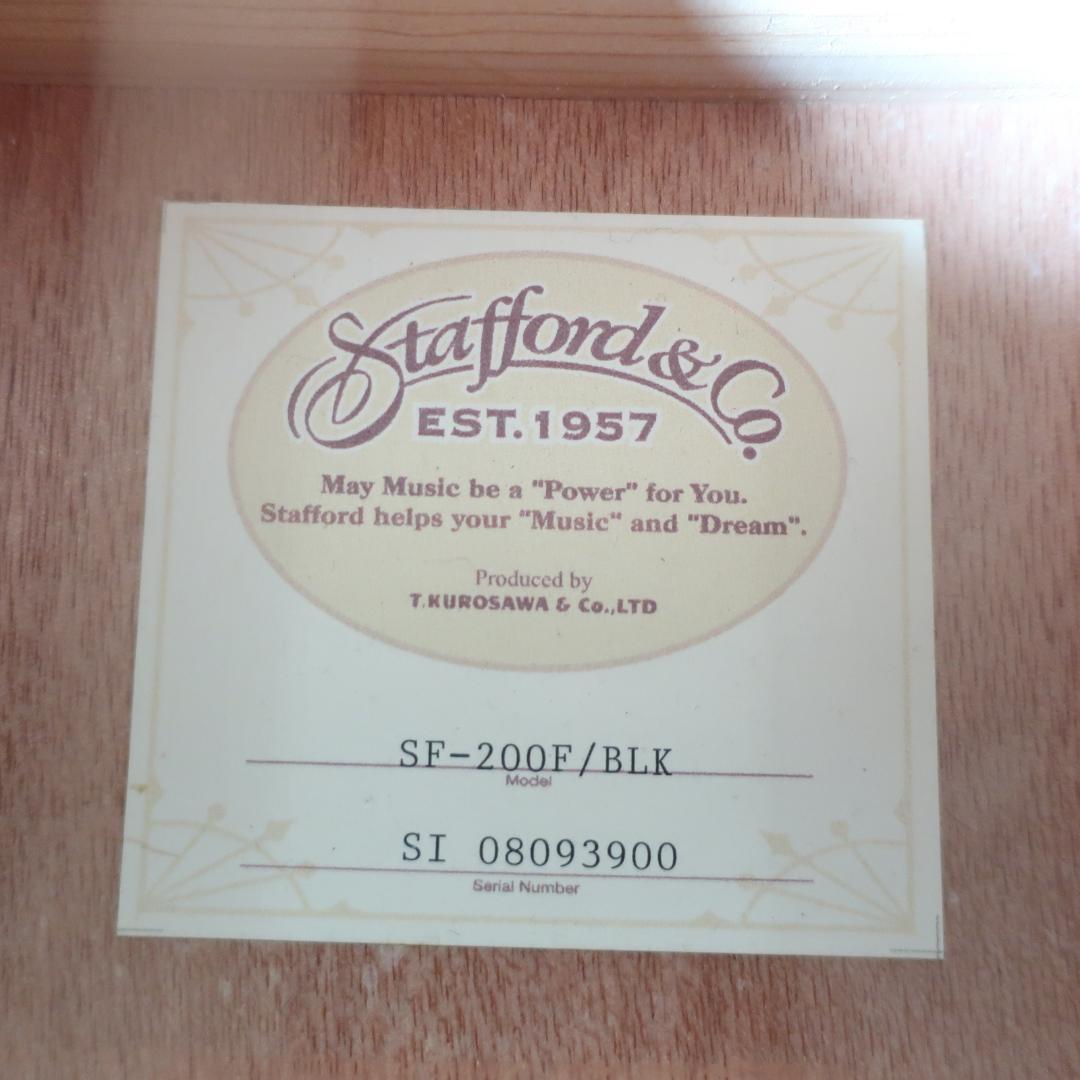 Stafford & Co.
EST. 1957
May Music be a "Power" for You.
Stafford helps your "Music" and "Dream".
Produced by
T.KUROSAWA & Co.,LTD
SF-200F/BLK
Model
SI 08093900
Serial Number